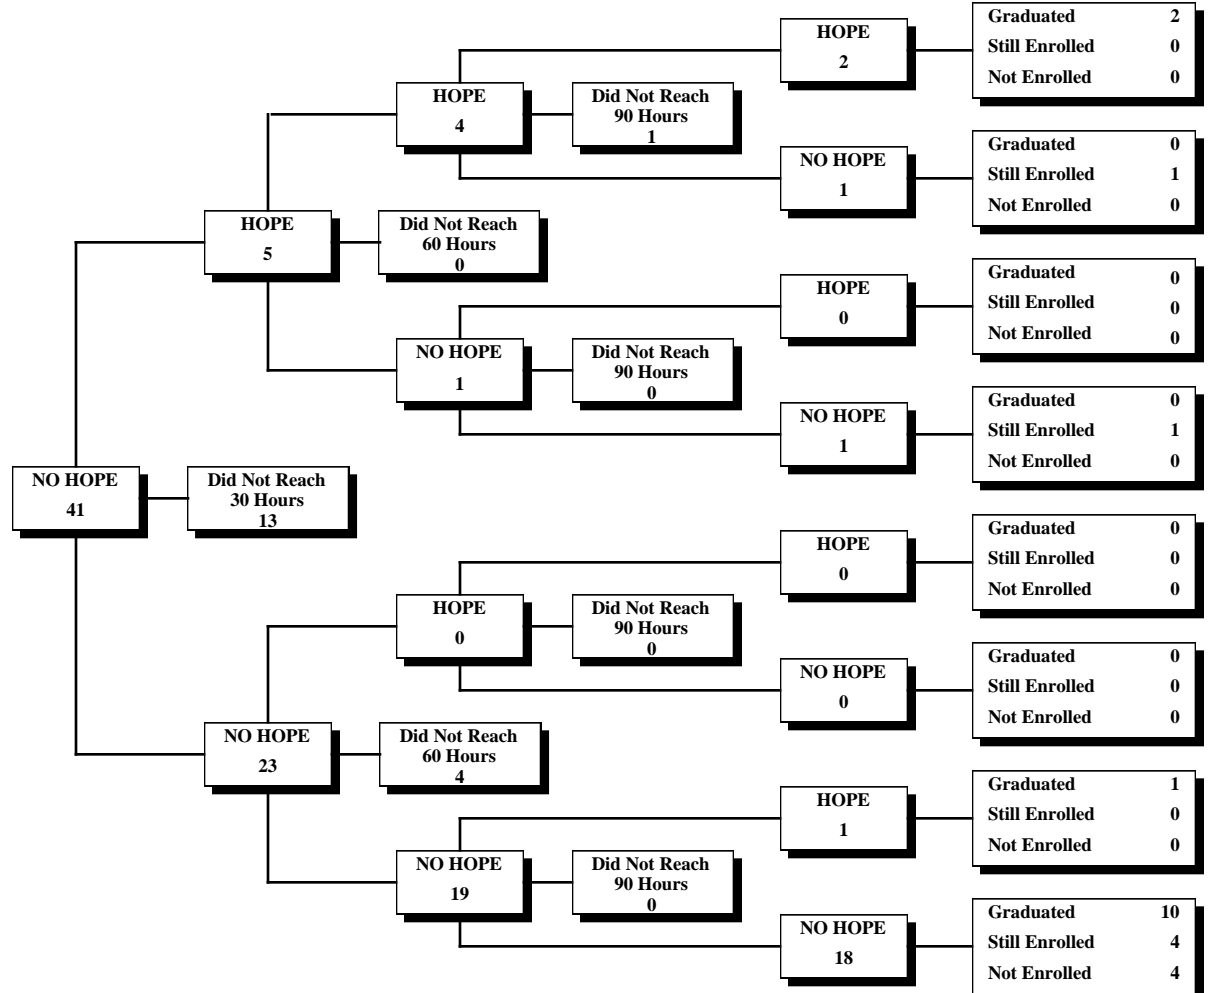 Graduated 2
HOPE
Still Enrolled 0
2
Not Enrolled 0
HOPE
4
Did Not Reach
90 Hours
1
Graduated 0
NO HOPE
Still Enrolled 1
1
Not Enrolled 0
HOPE
5
Did Not Reach
60 Hours
0
Graduated 0
HOPE
Still Enrolled 0
0
Not Enrolled 0
NO HOPE
1
Did Not Reach
90 Hours
0
Graduated 0
NO HOPE
Still Enrolled 1
1
Not Enrolled 0
NO HOPE
41
Did Not Reach
30 Hours
13
Graduated 0
HOPE
Still Enrolled 0
0
Not Enrolled 0
HOPE
0
Did Not Reach
90 Hours
0
Graduated 0
NO HOPE
Still Enrolled 0
0
Not Enrolled 0
NO HOPE
23
Did Not Reach
60 Hours
4
Graduated 1
HOPE
Still Enrolled 0
1
Not Enrolled 0
NO HOPE
19
Did Not Reach
90 Hours
0
Graduated 10
NO HOPE
Still Enrolled 4
18
Not Enrolled 4